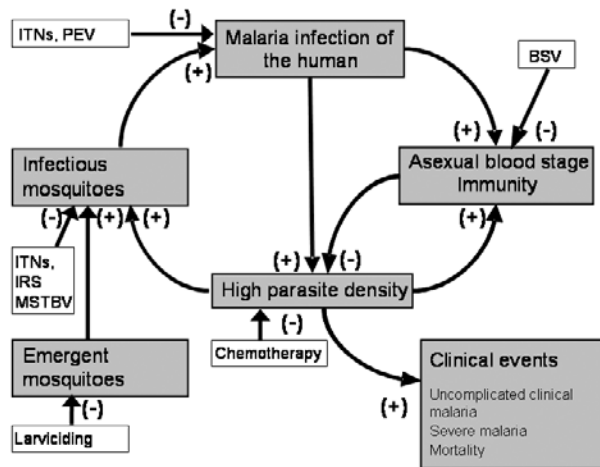 ITNs, PEV
(-)
(+)
Malaria infection of
the human
BSV
(+)
(-)
Infectious
mosquitoes
Asexual blood stage
Immunity
(-)
(+)
(+)
(+)
ITNs,
IRS
MSTBV
(+)
(-)
High parasite density
(-)
Chemotherapy
Emergent
mosquitoes
(-)
Larviciding
(+)
Clinical events
Uncomplicated clinical
malaria
Severe malaria
Mortality